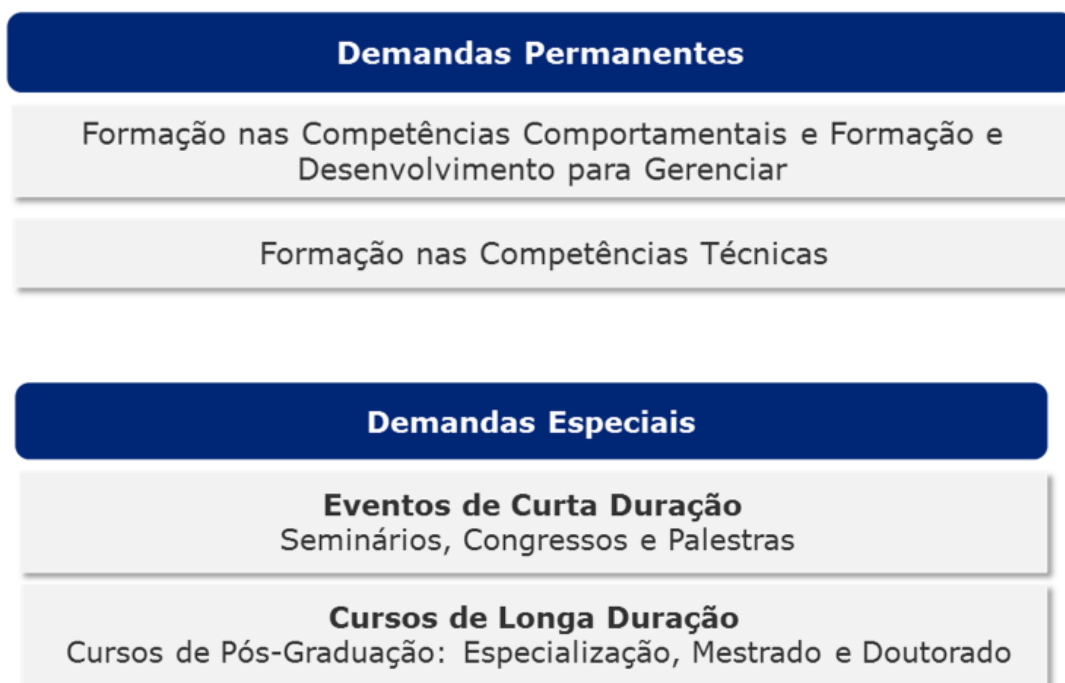 Demandas Permanentes
Formação nas Competências Comportamentais e Formação e
Desenvolvimento para Gerenciar
Formação nas Competências Técnicas
Demandas Especiais
Eventos de Curta Duração
Seminários, Congressos e Palestras
Cursos de Longa Duração
Cursos de Pós-Graduação: Especialização, Mestrado e Doutorado